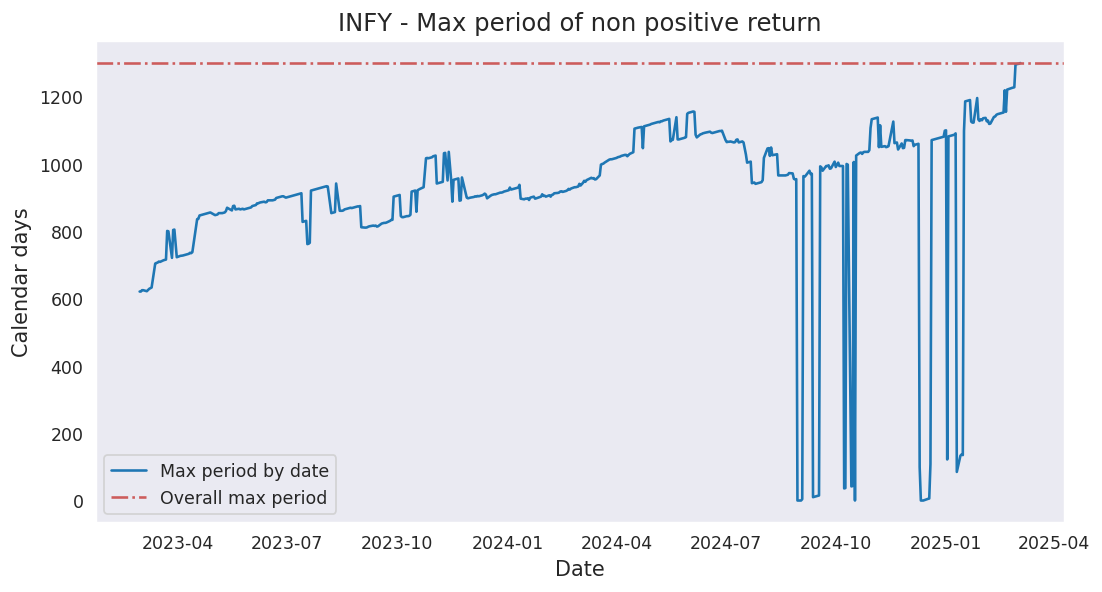 INFY - Max period of non positive return
Calendar days
1200
1000
800
600
400
200
0
Max period by date
Overall max period
2023-04 2023-07 2023-10 2024-01 2024-04 2024-07 2024-10 2025-01 2025-04
Date